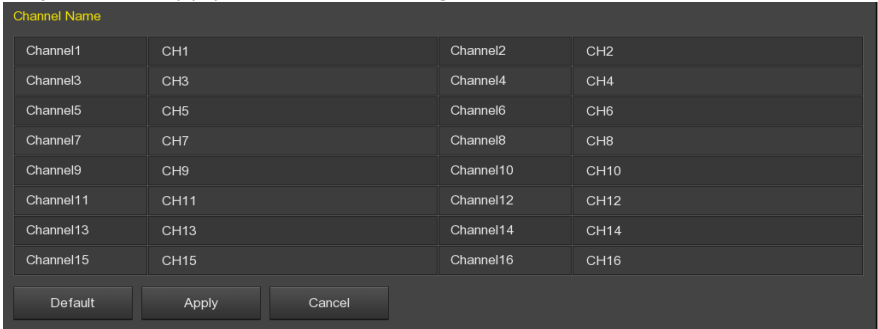 Channel Name
Channel1 CH1 Channel2 CH2
Channel3 CH3 Channel4 CH4
Channel5 CH5 Channel6 CH6
Channel7 CH7 Channel8 CH8
Channel9 CH9 Channel10 CH10
Channel11 CH11 Channel12 CH12
Channel13 CH13 Channel14 CH14
Channel15 CH15 Channel16 CH16
Default Apply Cancel